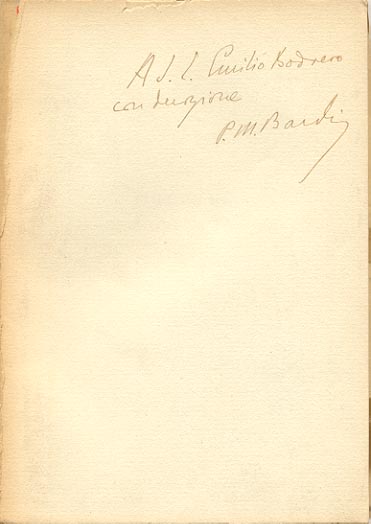 A S. E. Emilio Bodrero
con devozione
P. M. Bardi